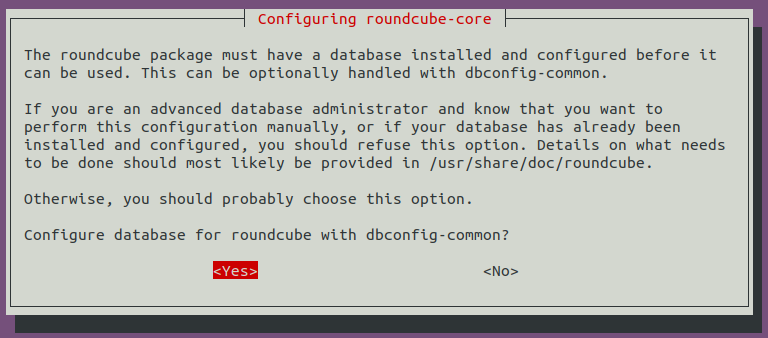 Configuring roundcube-core
The roundcube package must have a database installed and configured before it
can be used. This can be optionally handled with dbconfig-common.
If you are an advanced database administrator and know that you want to
perform this configuration manually, or if your database has already been
installed and configured, you should refuse this option. Details on what needs
to be done should most likely be provided in /usr/share/doc/roundcube.
Otherwise, you should probably choose this option.
Configure database for roundcube with dbconfig-common?
<Yes> <No>